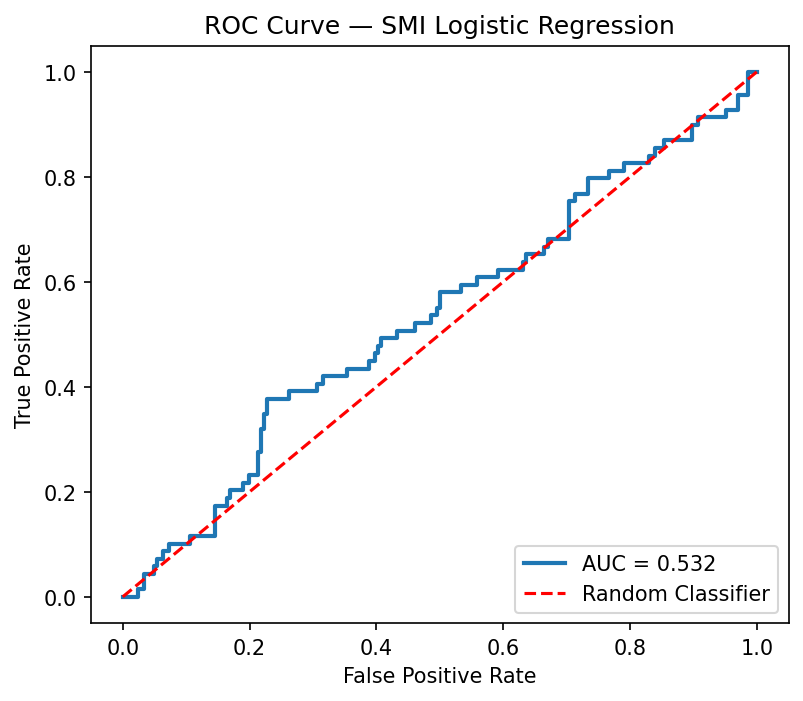 ROC Curve — SMI Logistic Regression
True Positive Rate
1.0
0.8
0.6
0.4
0.2
0.0
AUC = 0.532
Random Classifier
0.0 0.2 0.4 0.6 0.8 1.0
False Positive Rate